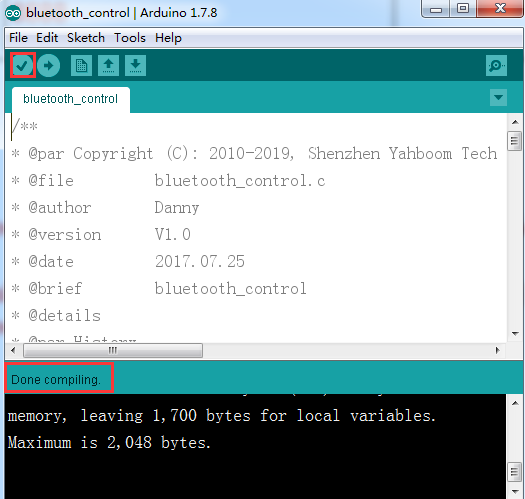 bluetooth_control | Arduino 1.7.8
File Edit Sketch Tools Help
bluetooth_control
/**
* @par Copyright (C): 2010-2019, Shenzhen Yahboom Tech
* @file bluetooth_control.c
* @author Danny
* @version V1.0
* @date 2017.07.25
* @brief bluetooth_control
* @details
* @par History
Done compiling.
memory, leaving 1,700 bytes for local variables.
Maximum is 2,048 bytes.